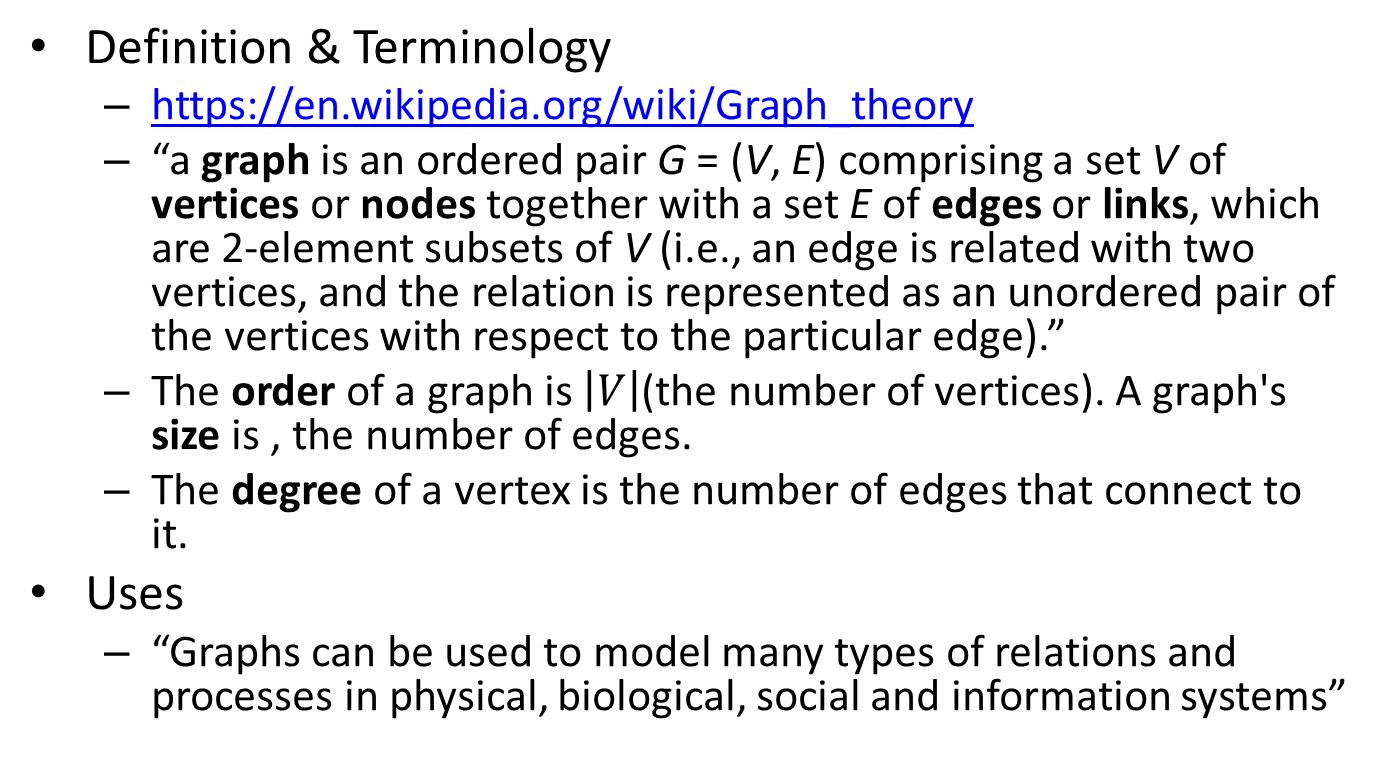 • Definition & Terminology
– https://en.wikipedia.org/wiki/Graph_theory
– “a graph is an ordered pair G = (V, E) comprising a set V of
vertices or nodes together with a set E of edges or links, which
are 2-element subsets of V (i.e., an edge is related with two
vertices, and the relation is represented as an unordered pair of
the vertices with respect to the particular edge).”
– The order of a graph is |V|(the number of vertices). A graph's
size is , the number of edges.
– The degree of a vertex is the number of edges that connect to
it.
• Uses
– “Graphs can be used to model many types of relations and
processes in physical, biological, social and information systems”